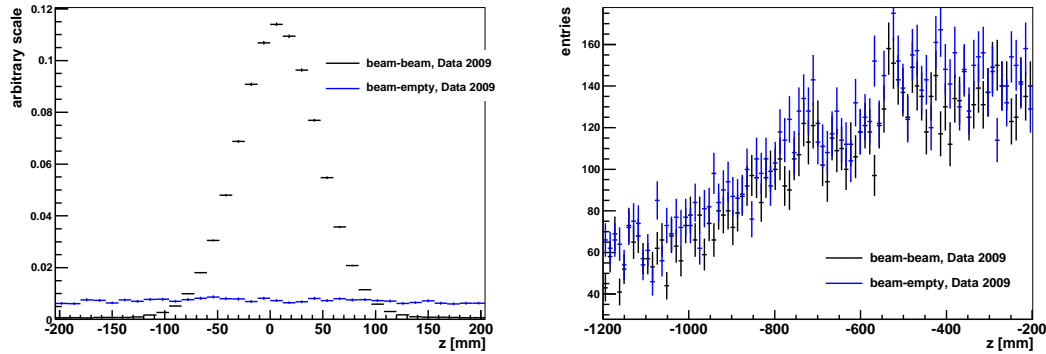 arbitrary scale
0.12
0.1
0.08
0.06
0.04
0.02
0
beam-beam, Data 2009
beam-empty, Data 2009
-200 -150 -100 -50 0 50 100 150 200
z [mm]
entries
160
140
120
100
80
60
40
beam-beam, Data 2009
beam-empty, Data 2009
-1200 -1000 -800 -600 -400 -200
z [mm]